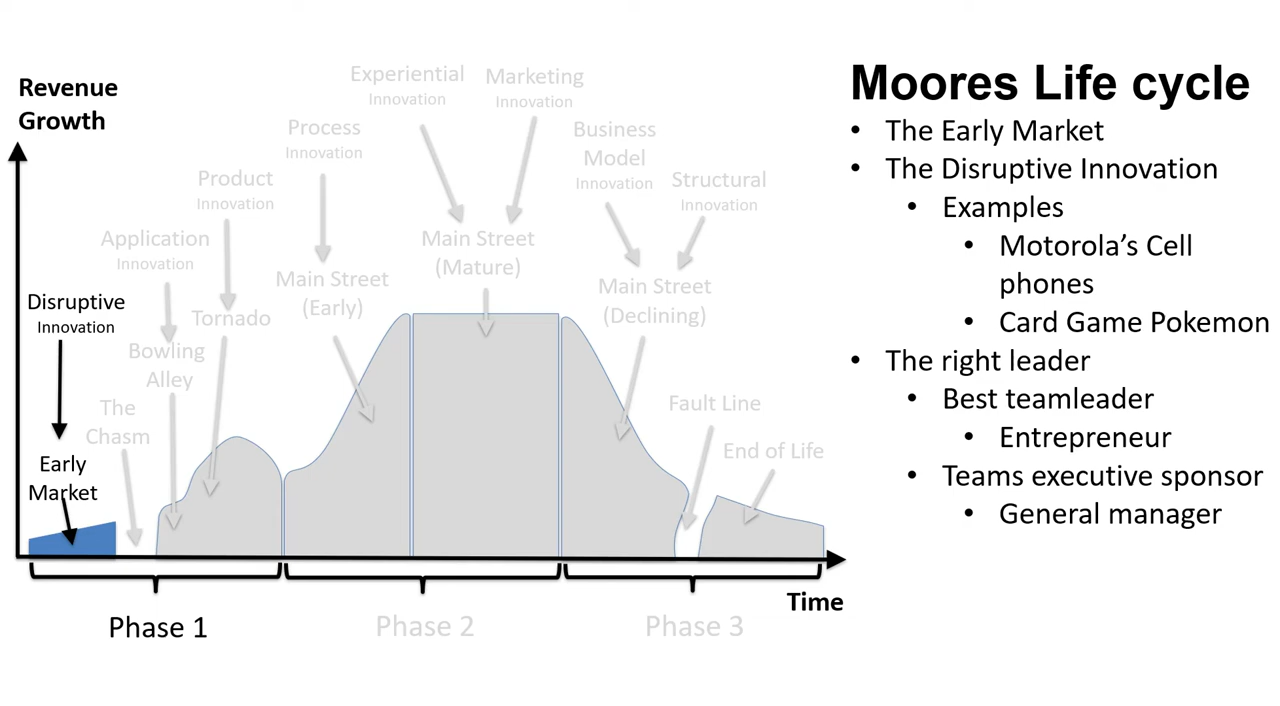 Moores Life cycle
• The Early Market
• The Disruptive Innovation
• Examples
• Motorola’s Cell
phones
• Card Game Pokemon
• The right leader
• Best teamleader
• Entrepreneur
• Teams executive sponsor
• General manager
Revenue
Growth
Experiential
Innovation
Marketing
Innovation
Process
Innovation
Business
Model
Innovation
Structural
Innovation
Product
Innovation
Application
Innovation
Disruptive
Innovation
Main Street
(Early)
Main Street
(Mature)
Main Street
(Declining)
Tornado
Bowling
Alley
The
Chasm
Early
Market
Fault Line
End of Life
Time
Phase 1
Phase 2
Phase 3